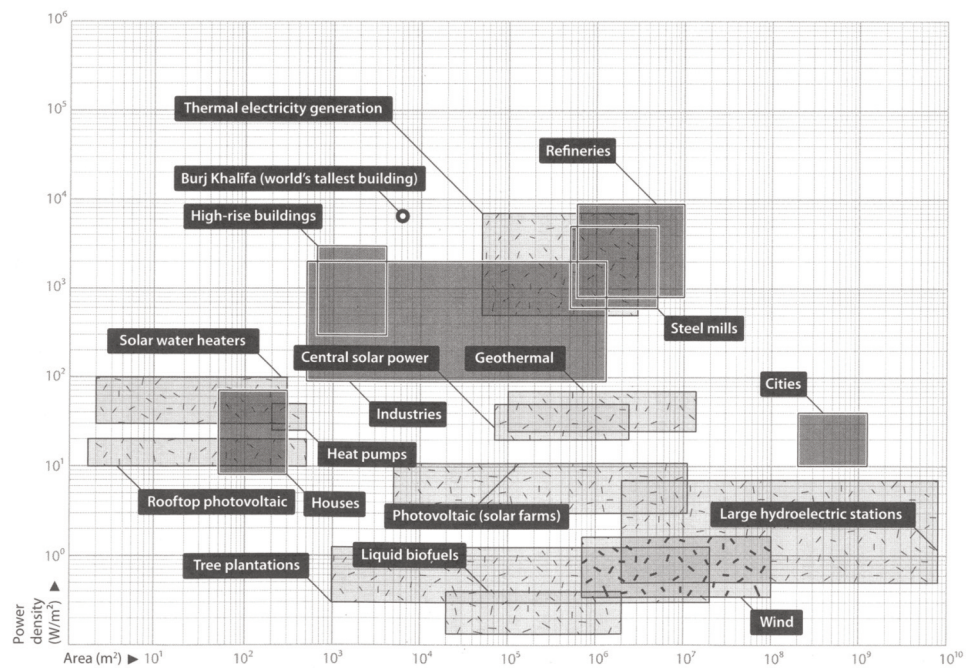 10⁶
Thermal electricity generation
10⁵
Refineries
Burj Khalifa (world's tallest building)
10⁴
High-rise buildings
10³
Steel mills
Solar water heaters
Central solar power
Geothermal
10²
Cities
Industries
Heat pumps
10¹
Rooftop photovoltaic
Houses
Photovoltaic (solar farms)
Large hydroelectric stations
10⁰
Liquid biofuels
Tree plantations
Wind
Power
density
(W/m²)
Area (m²)
10¹
10²
10³
10⁴
10⁵
10⁶
10⁷
10⁸
10⁹
10¹⁰